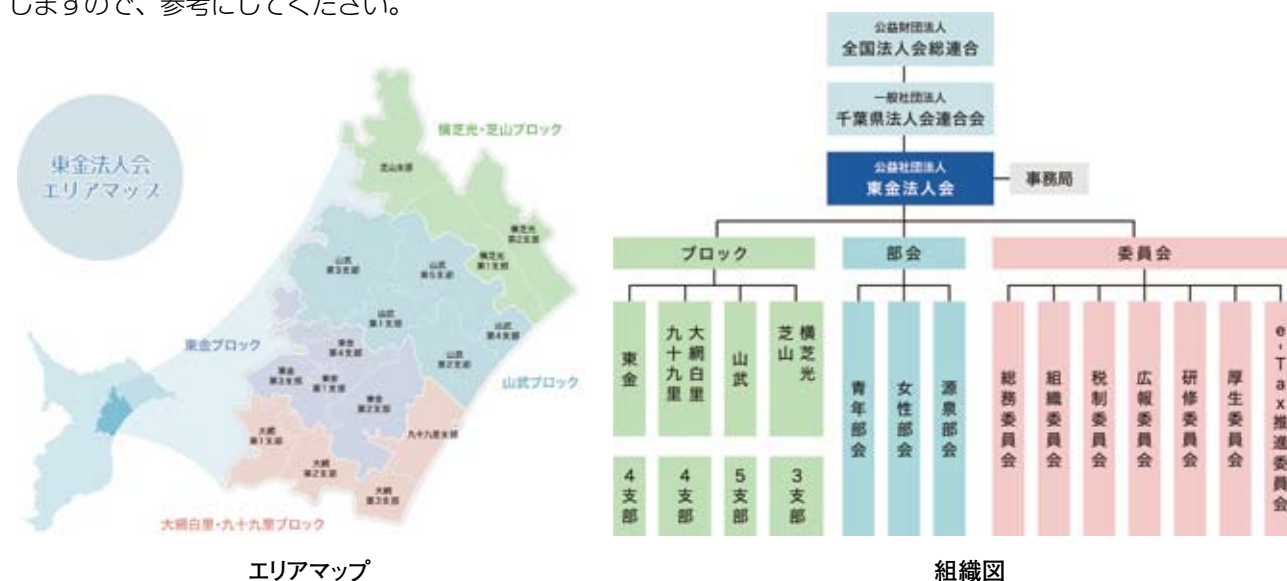 しますので、参考にしてください。
東金法人会
エリアマップ
横芝光・芝山ブロック
芝山支部
横芝光
第2支部
横芝光
第1支部
山武
第3支部
山武
第5支部
山武
第1支部
山武
第4支部
山武
第2支部
東金ブロック
東金
第4支部
東金
第3支部
東金
第1支部
東金
第2支部
山武ブロック
九十九里支部
大網
第1支部
大網
第2支部
大網
第3支部
大網白里・九十九里ブロック
エリアマップ
公益財団法人
全国法人会総連合
一般社団法人
千葉県法人会連合会
公益社団法人
東金法人会
事務局
ブロック
部会
委員会
東金
大網白里
九十九里
山武
横芝光
芝山
4支部
4支部
5支部
3支部
青年部会
女性部会
源泉部会
総務委員会
組織委員会
税制委員会
広報委員会
研修委員会
厚生委員会
e-Tax推進委員会
組織図